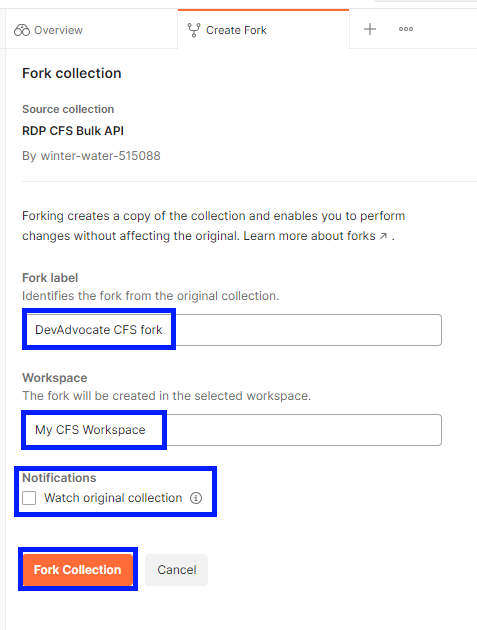 Overview
Create Fork
Fork collection
Source collection
RDP CFS Bulk API
By winter-water-515088
Forking creates a copy of the collection and enables you to perform
changes without affecting the original. Learn more about forks ↗ .
Fork label
Identifies the fork from the original collection.
DevAdvocate CFS fork
Workspace
The fork will be created in the selected workspace.
My CFS Workspace
Notifications
Watch original collection
Fork Collection
Cancel